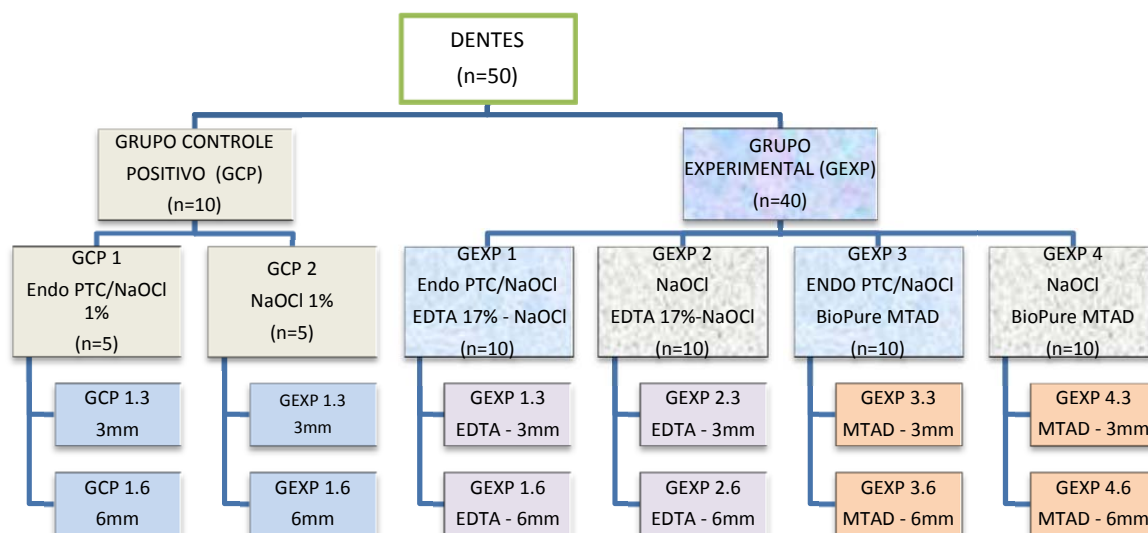 DENTES
(n=50)
GRUPO CONTROLE
POSITIVO (GCP)
(n=10)
GRUPO
EXPERIMENTAL (GEXP)
(n=40)
GCP 1
Endo PTC/NaOCl
1%
(n=5)
GCP 2
NaOCl 1%
(n=5)
GEXP 1
Endo PTC/NaOCl
EDTA 17% - NaOCl
(n=10)
GEXP 2
NaOCl
EDTA 17%-NaOCl
(n=10)
GEXP 3
ENDO PTC/NaOCl
BioPure MTAD
(n=10)
GEXP 4
NaOCl
BioPure MTAD
(n=10)
GCP 1.3
3mm
GEXP 1.3
3mm
GEXP 1.3
EDTA - 3mm
GEXP 2.3
EDTA - 3mm
GEXP 3.3
MTAD - 3mm
GEXP 4.3
MTAD - 3mm
GCP 1.6
6mm
GEXP 1.6
6mm
GEXP 1.6
EDTA - 6mm
GEXP 2.6
EDTA - 6mm
GEXP 3.6
MTAD - 6mm
GEXP 4.6
MTAD - 6mm